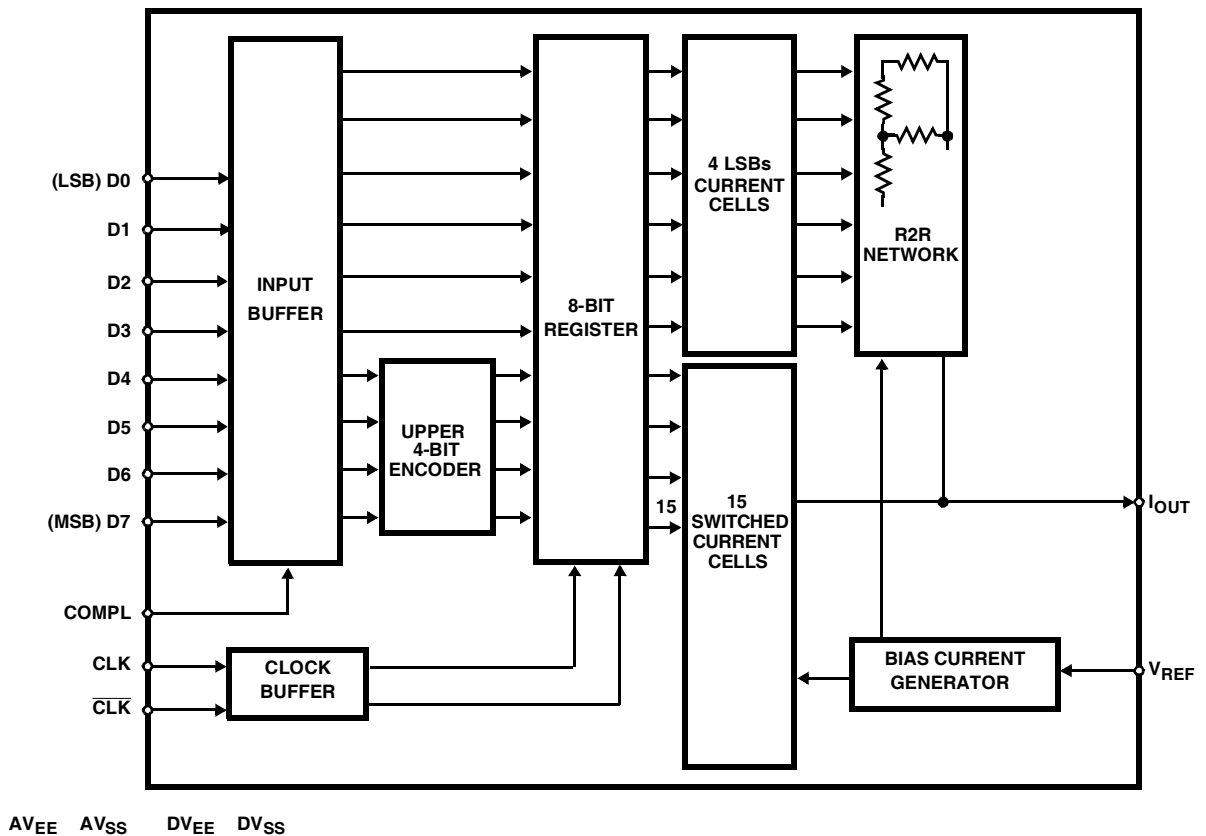 (LSB) D0
D1
D2
D3
D4
D5
D6
(MSB) D7
COMPL
CLK
CLK
INPUT
BUFFER
CLOCK
BUFFER
UPPER
4-BIT
ENCODER
8-BIT
REGISTER
15
4 LSBs
CURRENT
CELLS
15
SWITCHED
CURRENT
CELLS
R2R
NETWORK
BIAS CURRENT
GENERATOR
IOUT
VREF
AVEE AVSS DVEE DVSS